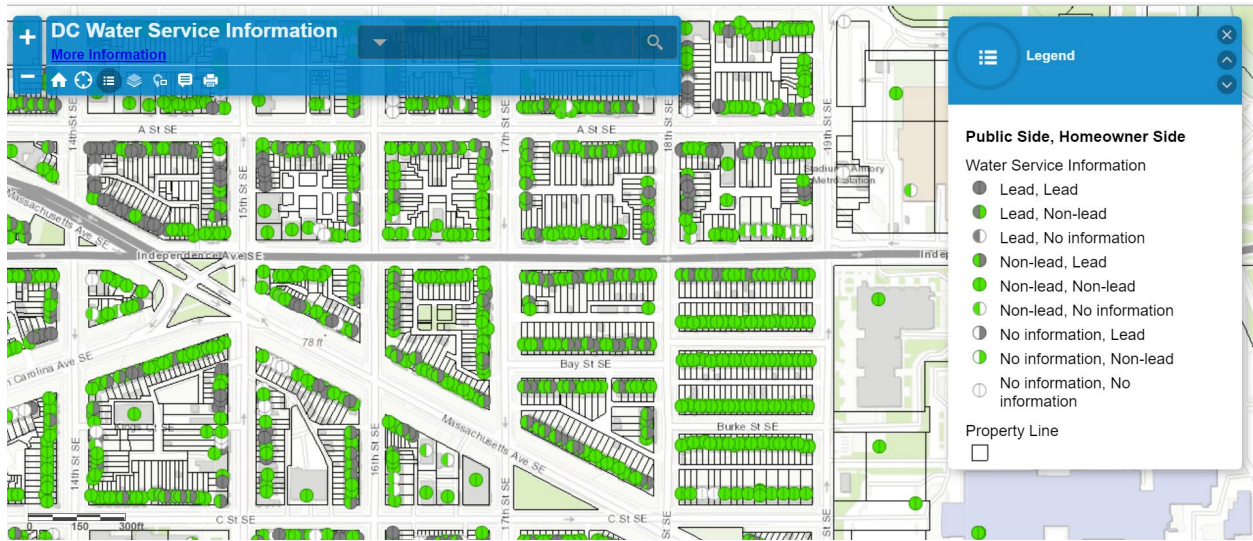 DC Water Service Information
More Information
Legend
Public Side, Homeowner Side
Water Service Information
Lead, Lead
Lead, Non-lead
Lead, No information
Non-lead, Lead
Non-lead, Non-lead
Non-lead, No information
No information, Lead
No information, Non-lead
No information, No
information
Property Line
14th St SE
17th St SE
18th St SE
19th St SE
A St SE
A St SE
15th St SE
Massachusetts Ave SE
Metro Station
Independence Ave SE
78 ft
Carolina Ave SE
Bay St SE
Massachusetts Ave SE
Burke St SE
14th St SE
16th St SE
17th St
C St SE
C St SE
0 150 300ft